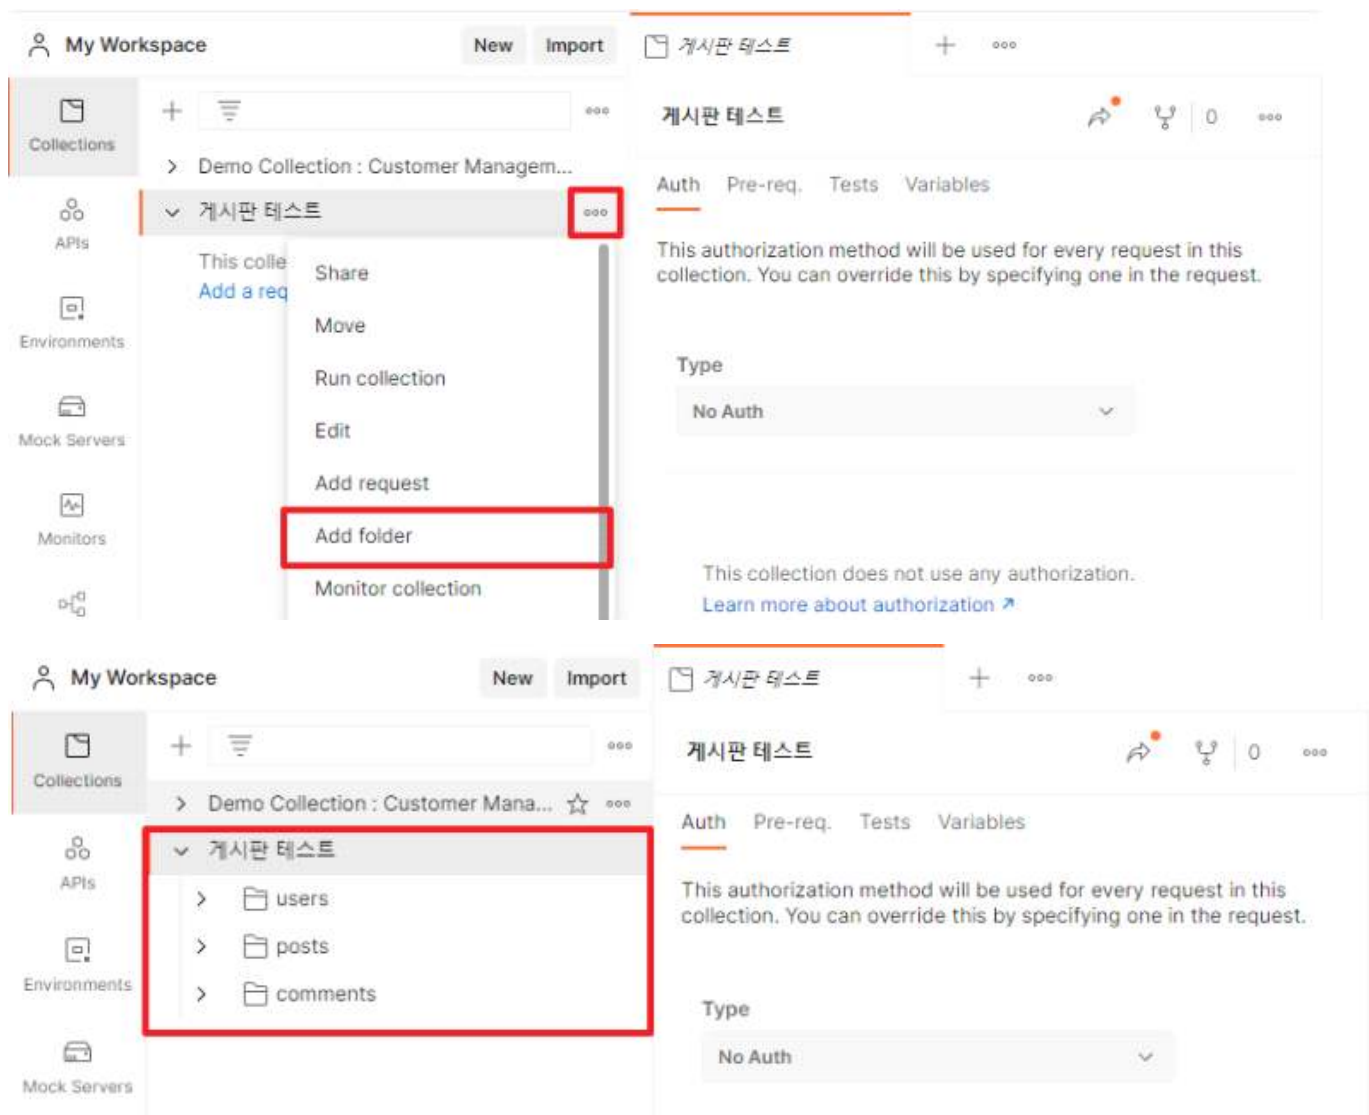 My Workspace New Import 게시판 테스트
Collections
게시판 테스트 0
Demo Collection : Customer Managem...
Auth Pre-req. Tests Variables
게시판 테스트
APIs
This authorization method will be used for every request in this
collection. You can override this by specifying one in the request.
This colle
Add a req
Share
Move
Run collection
Edit
Add request
Add folder
Monitor collection
Environments
Mock Servers
Monitors
Type
No Auth
This collection does not use any authorization.
Learn more about authorization
My Workspace New Import 게시판 테스트
Collections
게시판 테스트 0
Demo Collection : Customer Mana...
Auth Pre-req. Tests Variables
게시판 테스트
users
posts
comments
APIs
Environments
Mock Servers
This authorization method will be used for every request in this
collection. You can override this by specifying one in the request.
Type
No Auth